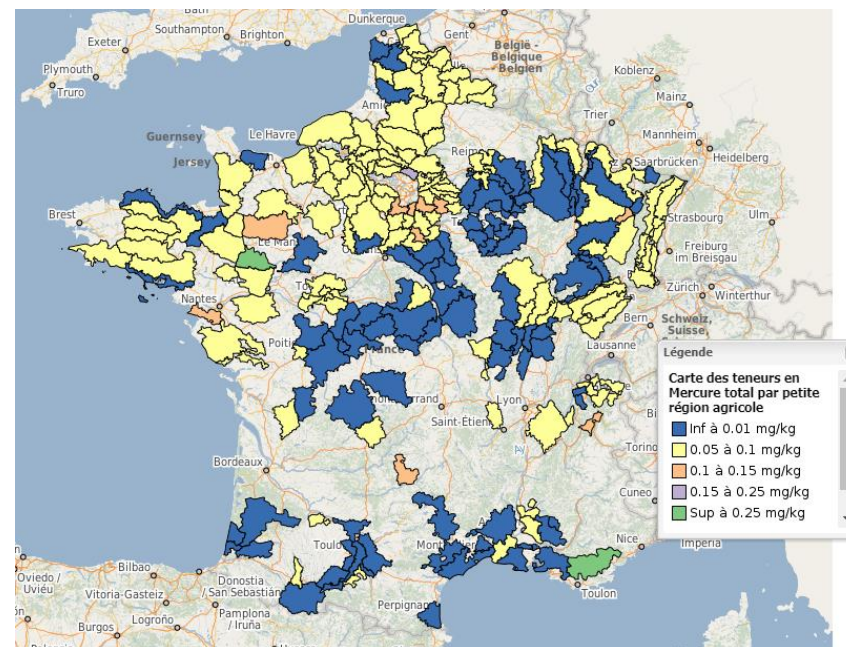 Dunkerque
Southampton
Brighton
Gent
Exeter
België -
Belgique
- Belgien
Plymouth
Koblenz
Truro
Mainz
Trier
Guernsey
Le Havre
Mannheim
Jersey
Reims
Saarbrücken
Heidelberg
Brest
Strasbourg
Ulm
Le Mans
Freiburg
im Breisgau
Nantes
Zürich
Winterthur
Bern
Schweiz,
Suisse,
Lausanne
France
Légende
Carte des teneurs en
Mercure total par petite
région agricole
Inf à 0.01 mg/kg
0.05 à 0.1 mg/kg
0.1 à 0.15 mg/kg
0.15 à 0.25 mg/kg
Sup à 0.25 mg/kg
Lyon
Saint-Étien
Torino
Bordeaux
Cuneo
Nice
Imperia
Toulon
Bilbao
Oviedo /
Uviéu
Donostia
/ San Sebastián
Vitoria-Gasteiz
Perpignan
Pamplona
/ Iruña
Logroño
Burgos